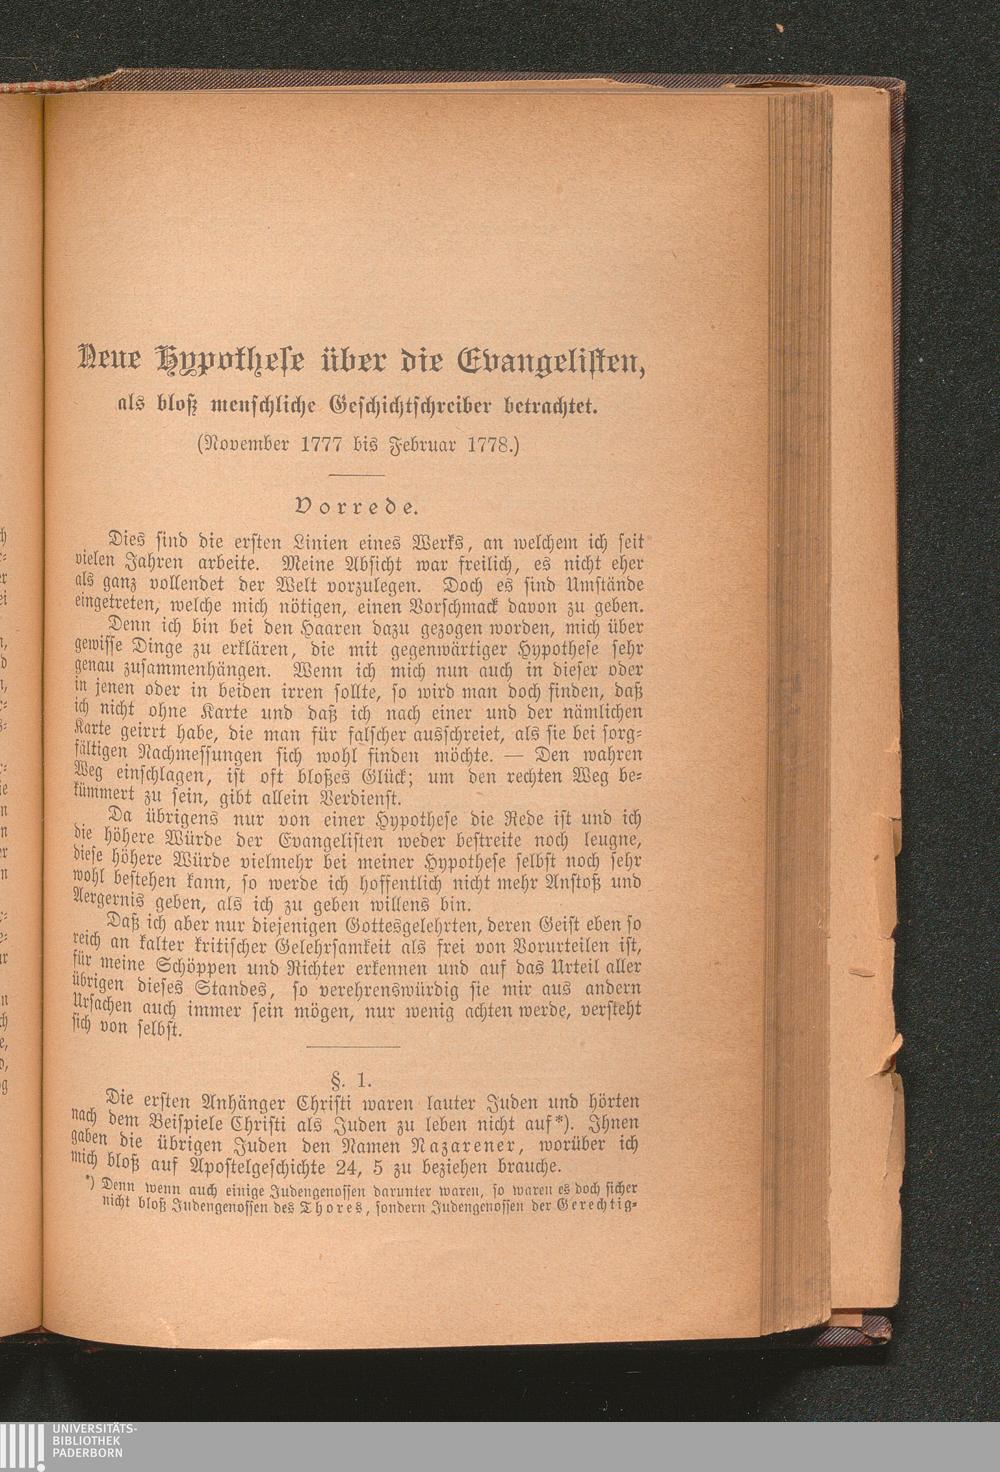 Neue Hypothese über die Evangelisten,
als bloß menschliche Geschichtschreiber betrachtet.
(November 1777 bis Februar 1778.)
Vorrede.
Dies sind die ersten Linien eines Werks, an welchem ich seit
vielen Jahren arbeite. Meine Absicht war freilich, es nicht eher
als ganz vollendet der Welt vorzulegen. Doch es sind Umstände
eingetreten, welche mich nötigen, einen Vorschmack davon zu geben.
Denn ich bin bei den Haaren dazu gezogen worden, mich über
gewisse Dinge zu erklären, die mit gegenwärtiger Hypothese sehr
genau zusammenhängen. Wenn ich mich nun auch in dieser oder
in jenen oder in beiden irren sollte, so wird man doch finden, daß
ich nicht ohne Karte und daß ich nach einer und der nämlichen
Karte geirrt habe, die man für falscher ausschreiet, als sie bei sorg-
fältigen Nachmessungen sich wohl finden möchte. — Den wahren
Weg einschlagen, ist oft bloßes Glück; um den rechten Weg be-
kümmert zu sein, gibt allein Verdienst.
Da übrigens nur von einer Hypothese die Rede ist und ich
die höhere Würde der Evangelisten weder bestreite noch leugne,
diese höhere Würde vielmehr bei meiner Hypothese selbst noch sehr
wohl bestehen kann, so werde ich hoffentlich nicht mehr Anstoß und
Aergernis geben, als ich zu geben willens bin.
Daß ich aber nur diejenigen Gottesgelehrten, deren Geist eben so
reich an kalter kritischer Gelehrsamkeit als frei von Vorurteilen ist,
für meine Schöppen und Richter erkennen und auf das Urteil aller
übrigen dieses Standes, so verehrenswürdig sie mir aus andern
Ursachen auch immer sein mögen, nur wenig achten werde, versteht
sich von selbst.
§. 1.
Die ersten Anhänger Christi waren lauter Juden und hörten
nach dem Beispiele Christi als Juden zu leben nicht auf*). Ihnen
gaben die übrigen Juden den Namen Nazarener, worüber ich
mich bloß auf Apostelgeschichte 24, 5 zu beziehen brauche.
*) Denn wenn auch einige Judengenossen darunter waren, so waren es doch sicher
nicht bloß Judengenossen des Thores, sondern Judengenossen der Gerechtig-
UNIVERSITÄTS-
BIBLIOTHEK
PADERBORN